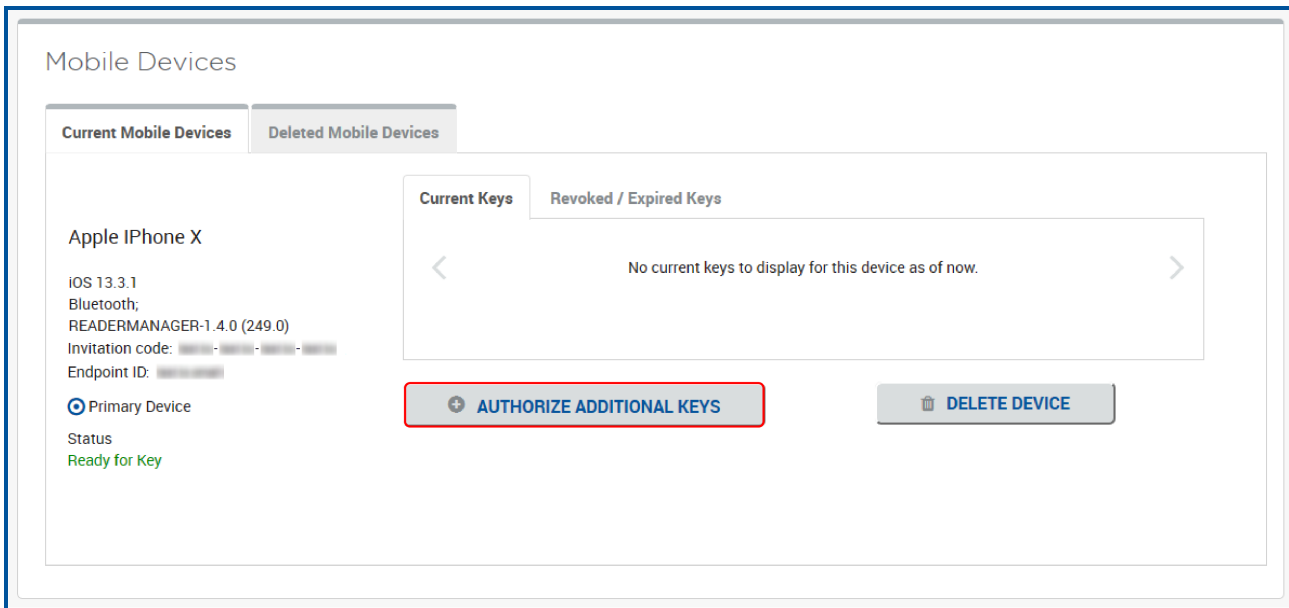 Mobile Devices
Current Mobile Devices
Deleted Mobile Devices
Current Keys
Revoked / Expired Keys
Apple IPhone X
No current keys to display for this device as of now.
iOS 13.3.1
Bluetooth;
READERMANAGER-1.4.0 (249.0)
Invitation code:
Endpoint ID:
AUTHORIZE ADDITIONAL KEYS
DELETE DEVICE
Primary Device
Status
Ready for Key